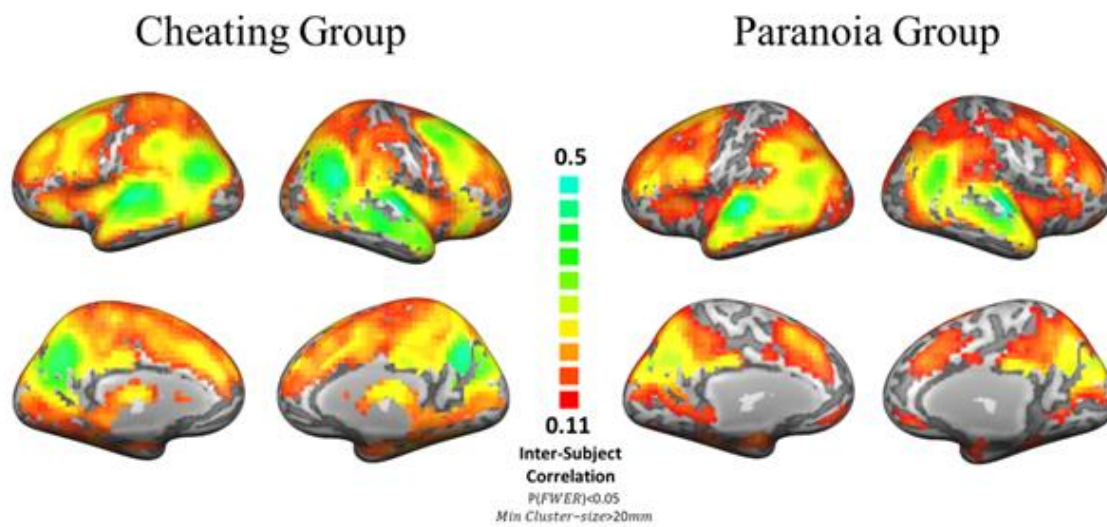 Cheating Group
Paranoia Group
0.5
0.11
Inter-Subject
Correlation
P(FWER)<0.05
Min Cluster-size>20mm